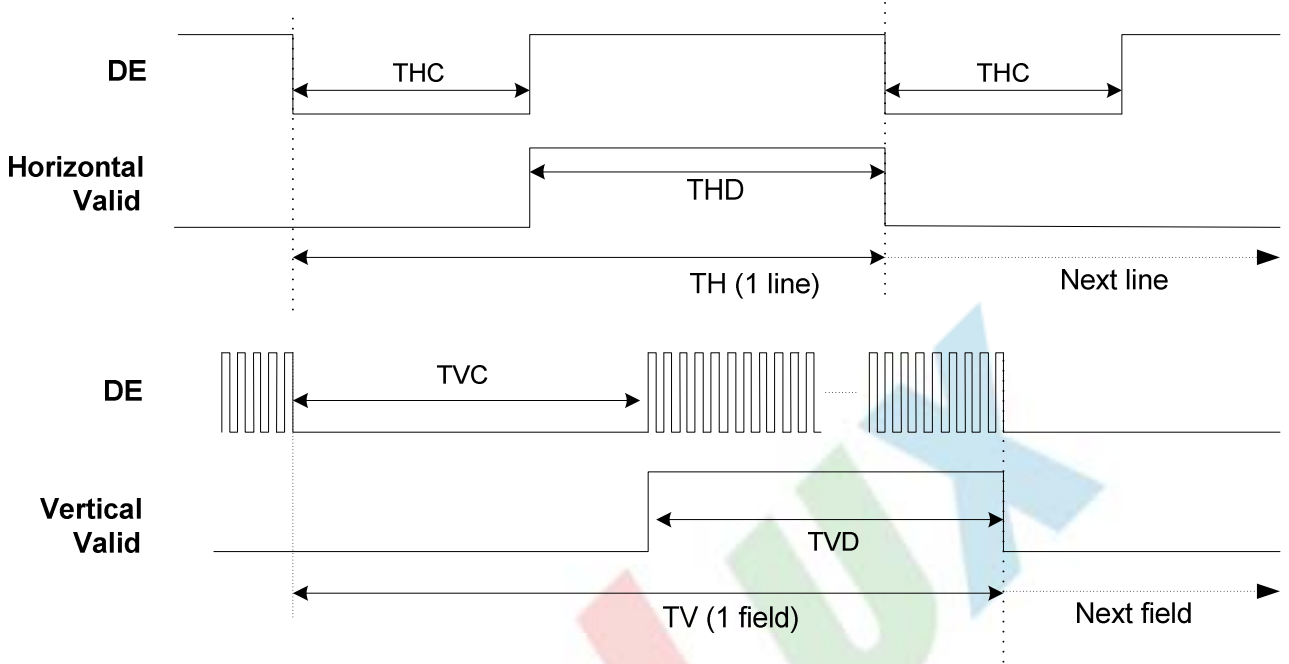 DE
THC
THC
Horizontal
Valid
THD
TH (1 line)
Next line
DE
TVC
Vertical
Valid
TVD
TV (1 field)
Next field